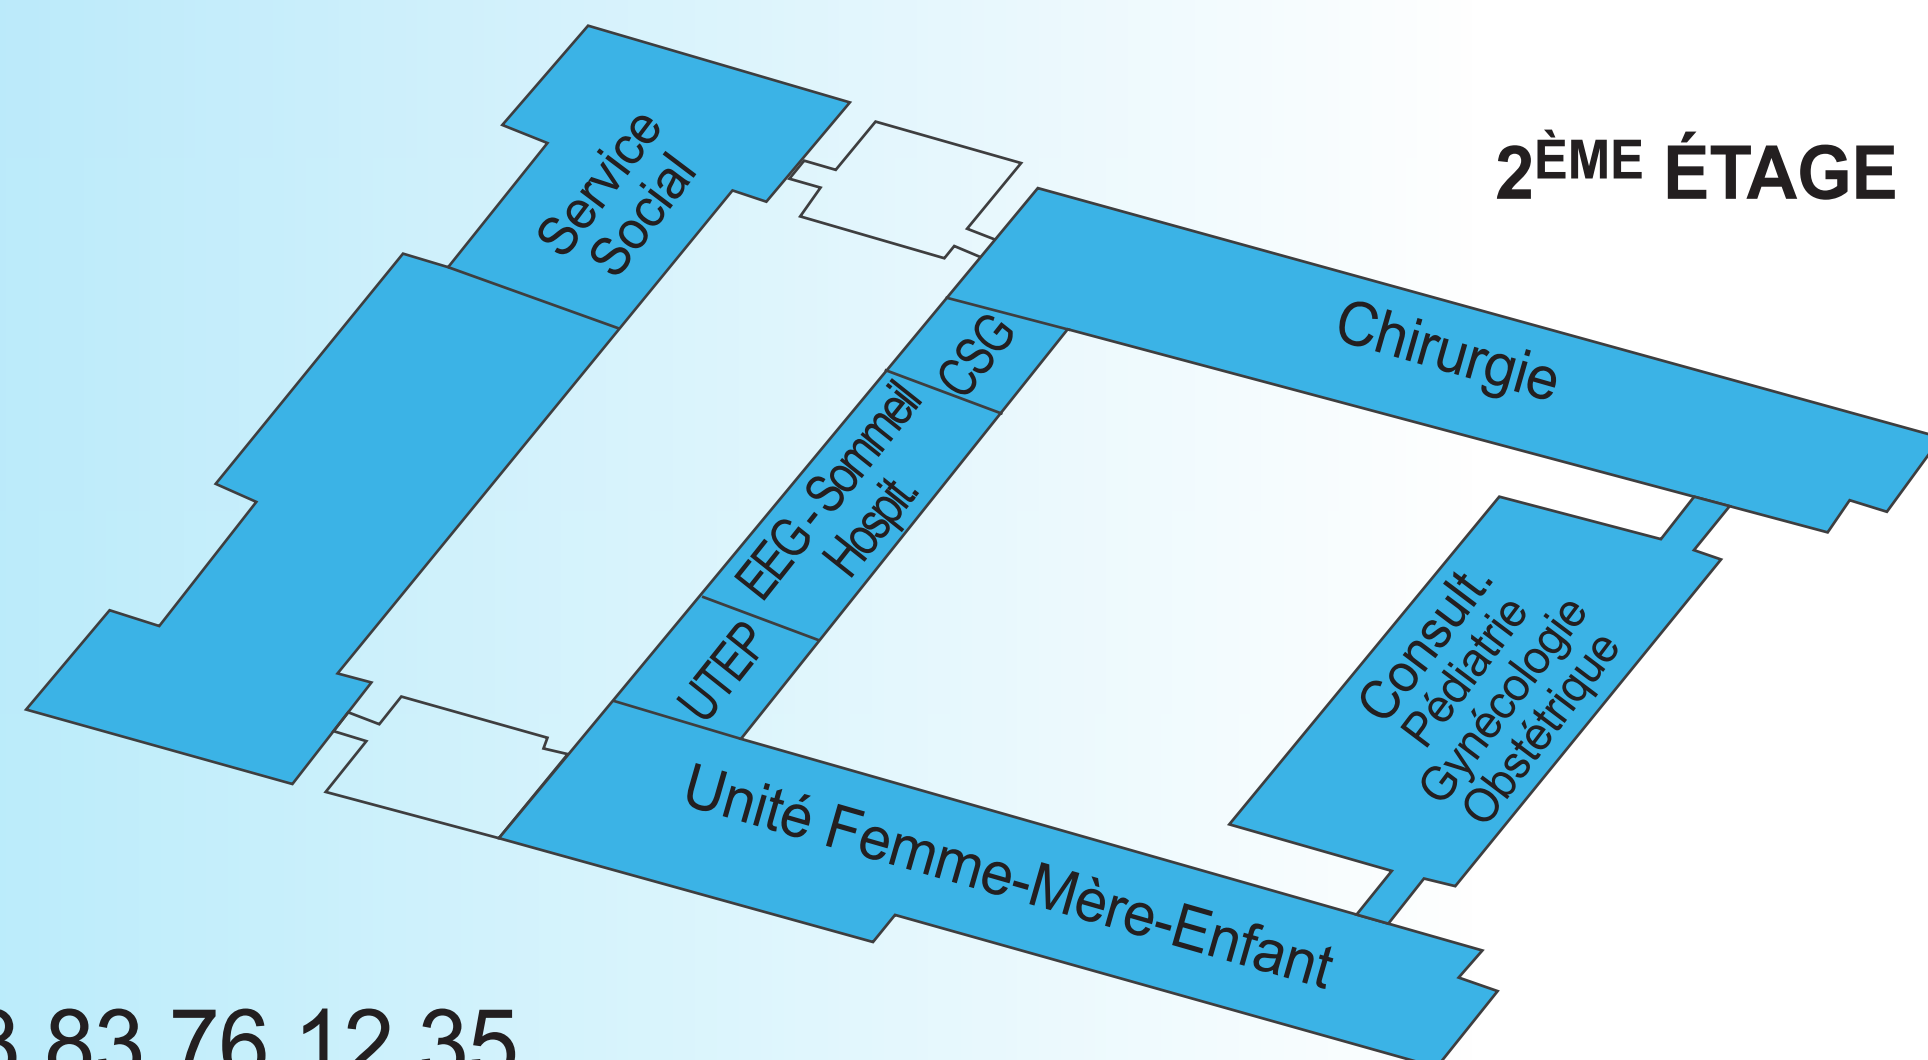 2ÈME ÉTAGE
Service
Social
Chirurgie
CSG
EEG - Sommeil
Hospit.
UTEP
Consult.
Pédiatrie
Gynécologie
Obstétrique
Unité Femme-Mère-Enfant
83 76 12 35